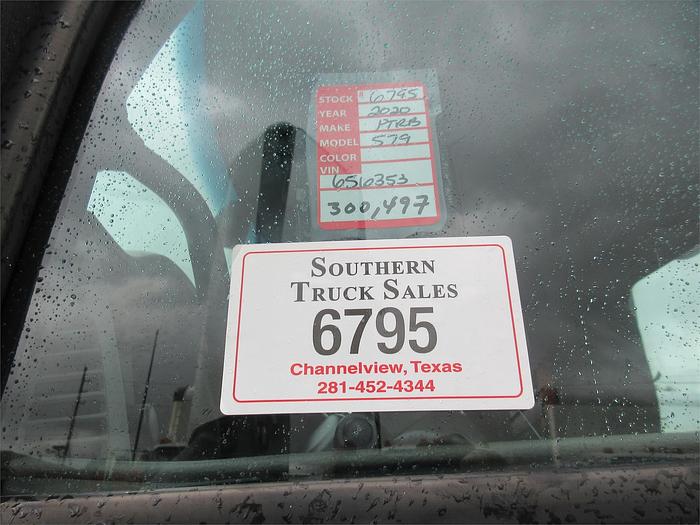 STOCK # 6795
YEAR 2020
MAKE PTRB
MODEL 579
COLOR
VIN
6516353
300,497
SOUTHERN
TRUCK SALES
6795
Channelview, Texas
281-452-4344